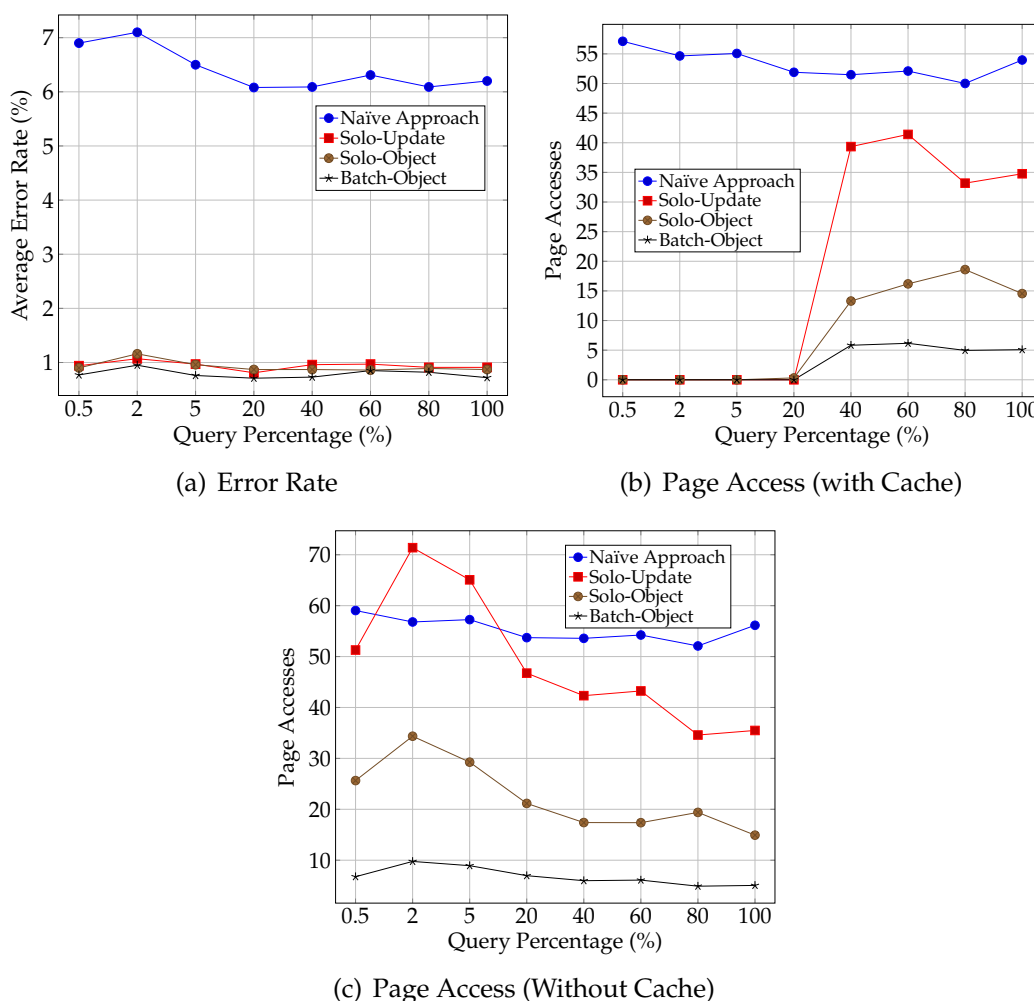 7
6
5
4
3
2
1
0.5 2 5 20 40 60 80 100
Average Error Rate (%)
Query Percentage (%)
Naïve Approach
Solo-Update
Solo-Object
Batch-Object
(a) Error Rate
55
50
45
40
35
30
25
20
15
10
5
0
0.5 2 5 20 40 60 80 100
Page Accesses
Query Percentage (%)
Naïve Approach
Solo-Update
Solo-Object
Batch-Object
(b) Page Access (with Cache)
70
60
50
40
30
20
10
0.5 2 5 20 40 60 80 100
Page Accesses
Query Percentage (%)
Naïve Approach
Solo-Update
Solo-Object
Batch-Object
(c) Page Access (Without Cache)